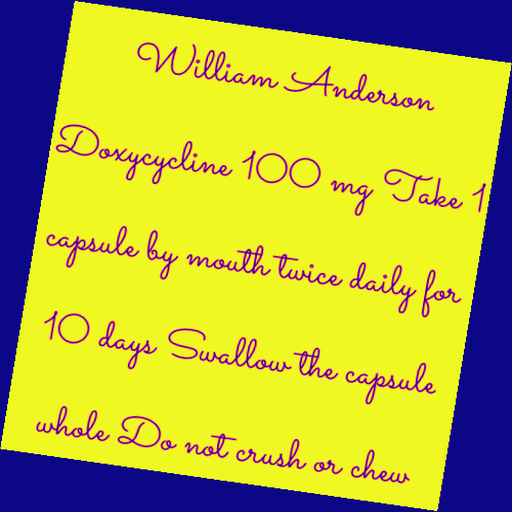 William Anderson
Doxycycline 100 mg Take 1
capsule by mouth twice daily for
10 days Swallow the capsule
whole Do not crush or chew